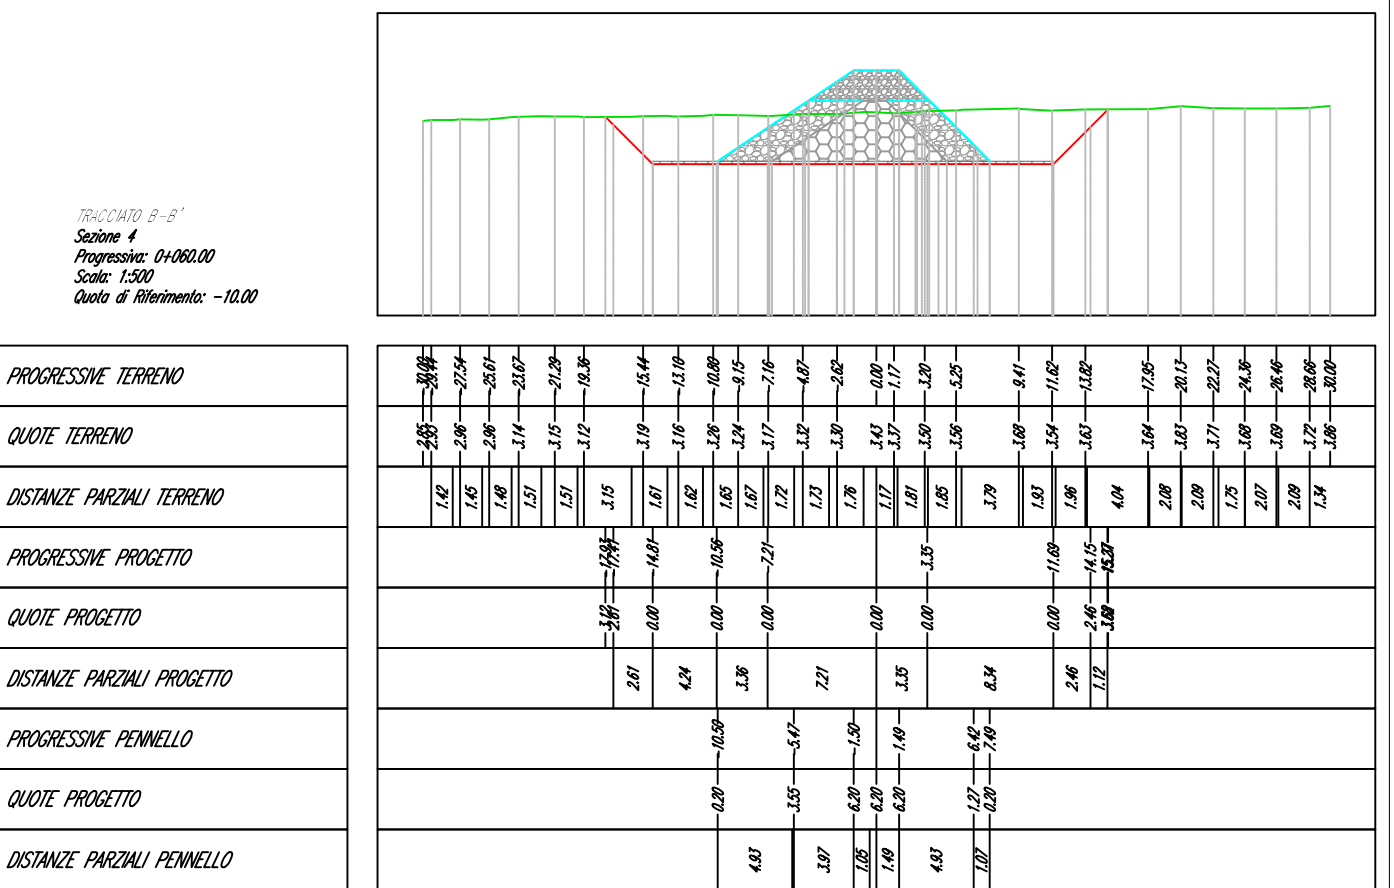 TRACCIATO B-B'
Sezione 4
Progressiva: 0+060.00
Scala: 1:500
Quota di Riferimento: -10.00
PROGRESSIVE TERRENO
-27.54 -25.61 -23.67 -21.29 -19.36 -15.44 -13.10 -10.80 -9.15 -7.16 -4.87 -2.62 0.00 1.17 3.20 5.25 9.41 11.62 13.82 17.95 20.13 22.27 24.36 26.46 28.66 30.00
QUOTE TERRENO
2.96 2.96 3.14 3.15 3.12 3.19 3.16 3.26 3.24 3.17 3.32 3.30 3.43 3.37 3.50 3.56 3.68 3.54 3.63 3.64 3.83 3.71 3.68 3.69 3.72 3.86
DISTANZE PARZIALI TERRENO
1.42 1.45 1.48 1.51 1.51 3.15 1.61 1.62 1.65 1.67 1.72 1.73 1.76 1.17 1.81 1.85 3.79 1.93 1.96 4.04 2.08 2.09 1.75 2.07 2.09 1.34
PROGRESSIVE PROGETTO
-14.81 -10.56 -7.21 3.35 11.69 14.15
QUOTE PROGETTO
0.00 0.00 0.00 0.00 0.00 0.00 2.46
DISTANZE PARZIALI PROGETTO
2.61 4.24 3.36 7.21 3.35 8.34 2.46 1.12
PROGRESSIVE PENNELLO
-10.50 -5.47 -1.50 1.49 6.42 7.49
QUOTE PROGETTO
0.20 3.55 6.20 6.20 6.20 1.27 0.20
DISTANZE PARZIALI PENNELLO
4.93 3.97 1.05 1.49 4.93 1.07